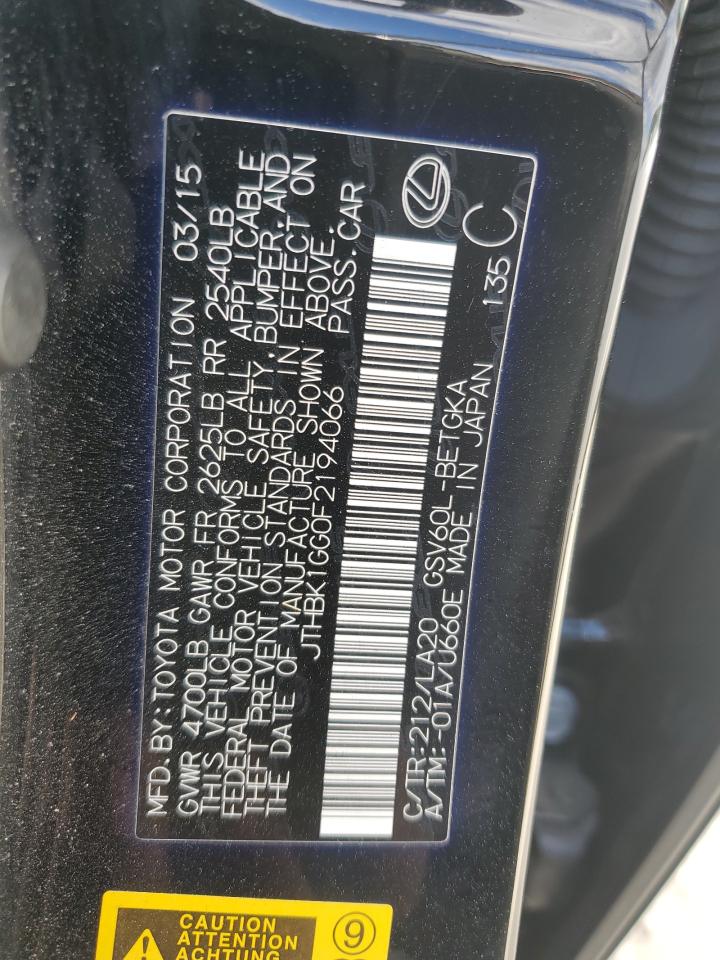 MFD.BY:TOYOTA MOTOR CORPORATION 03/15
GVWR 4700LB GAWR FR 2625LB RR 2540LB
THIS VEHICLE CONFORMS TO ALL APPLICABLE
FEDERAL MOTOR VEHICLE SAFETY,BUMPER,AND
THEFT PREVENTION STANDARDS IN EFFECT ON
THE DATE OF MANUFACTURE SHOWN ABOVE.
JTHBK1GG0F2194066 PASS.CAR
C/TR:212/LA20 GSV60L-BETGKA
A/TM:-01A/U660E MADE IN JAPAN 135
C
CAUTION
ATTENTION
ACHTUNG
9